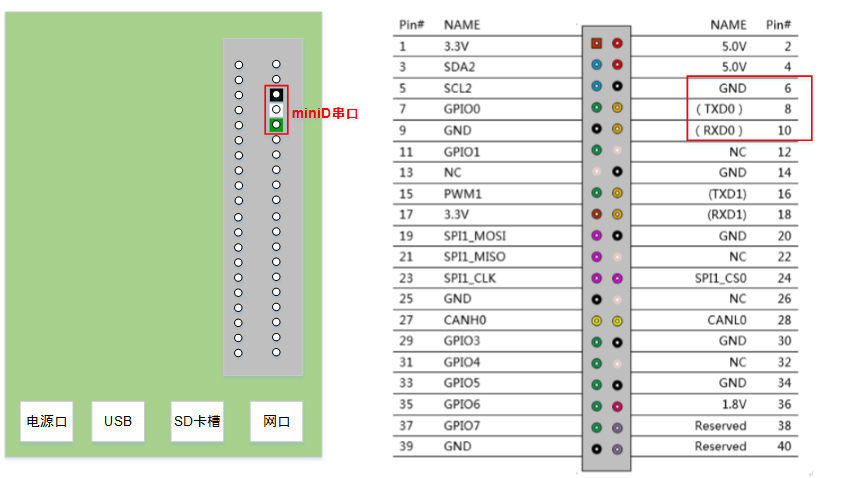 miniD串口
电源口
USB
SD卡槽
网口
Pin# NAME NAME Pin#
1 3.3V 5.0V 2
3 SDA2 5.0V 4
5 SCL2 GND 6
7 GPIO0 （TXD0） 8
9 GND （RXD0） 10
11 GPIO1 NC 12
13 NC GND 14
15 PWM1 (TXD1) 16
17 3.3V (RXD1) 18
19 SPI1_MOSI GND 20
21 SPI1_MISO NC 22
23 SPI1_CLK SPI1_CS0 24
25 GND NC 26
27 CANH0 CANL0 28
29 GPIO3 GND 30
31 GPIO4 NC 32
33 GPIO5 GND 34
35 GPIO6 1.8V 36
37 GPIO7 Reserved 38
39 GND Reserved 40